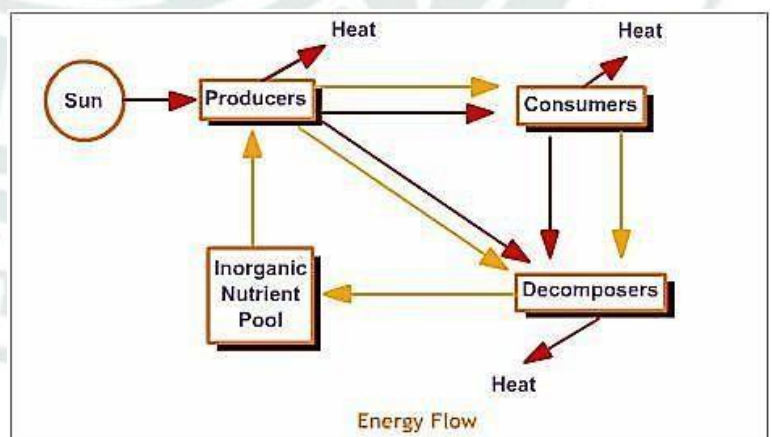 Heat
Heat
Sun
Producers
Consumers
Inorganic
Nutrient
Pool
Decomposers
Heat
Energy Flow